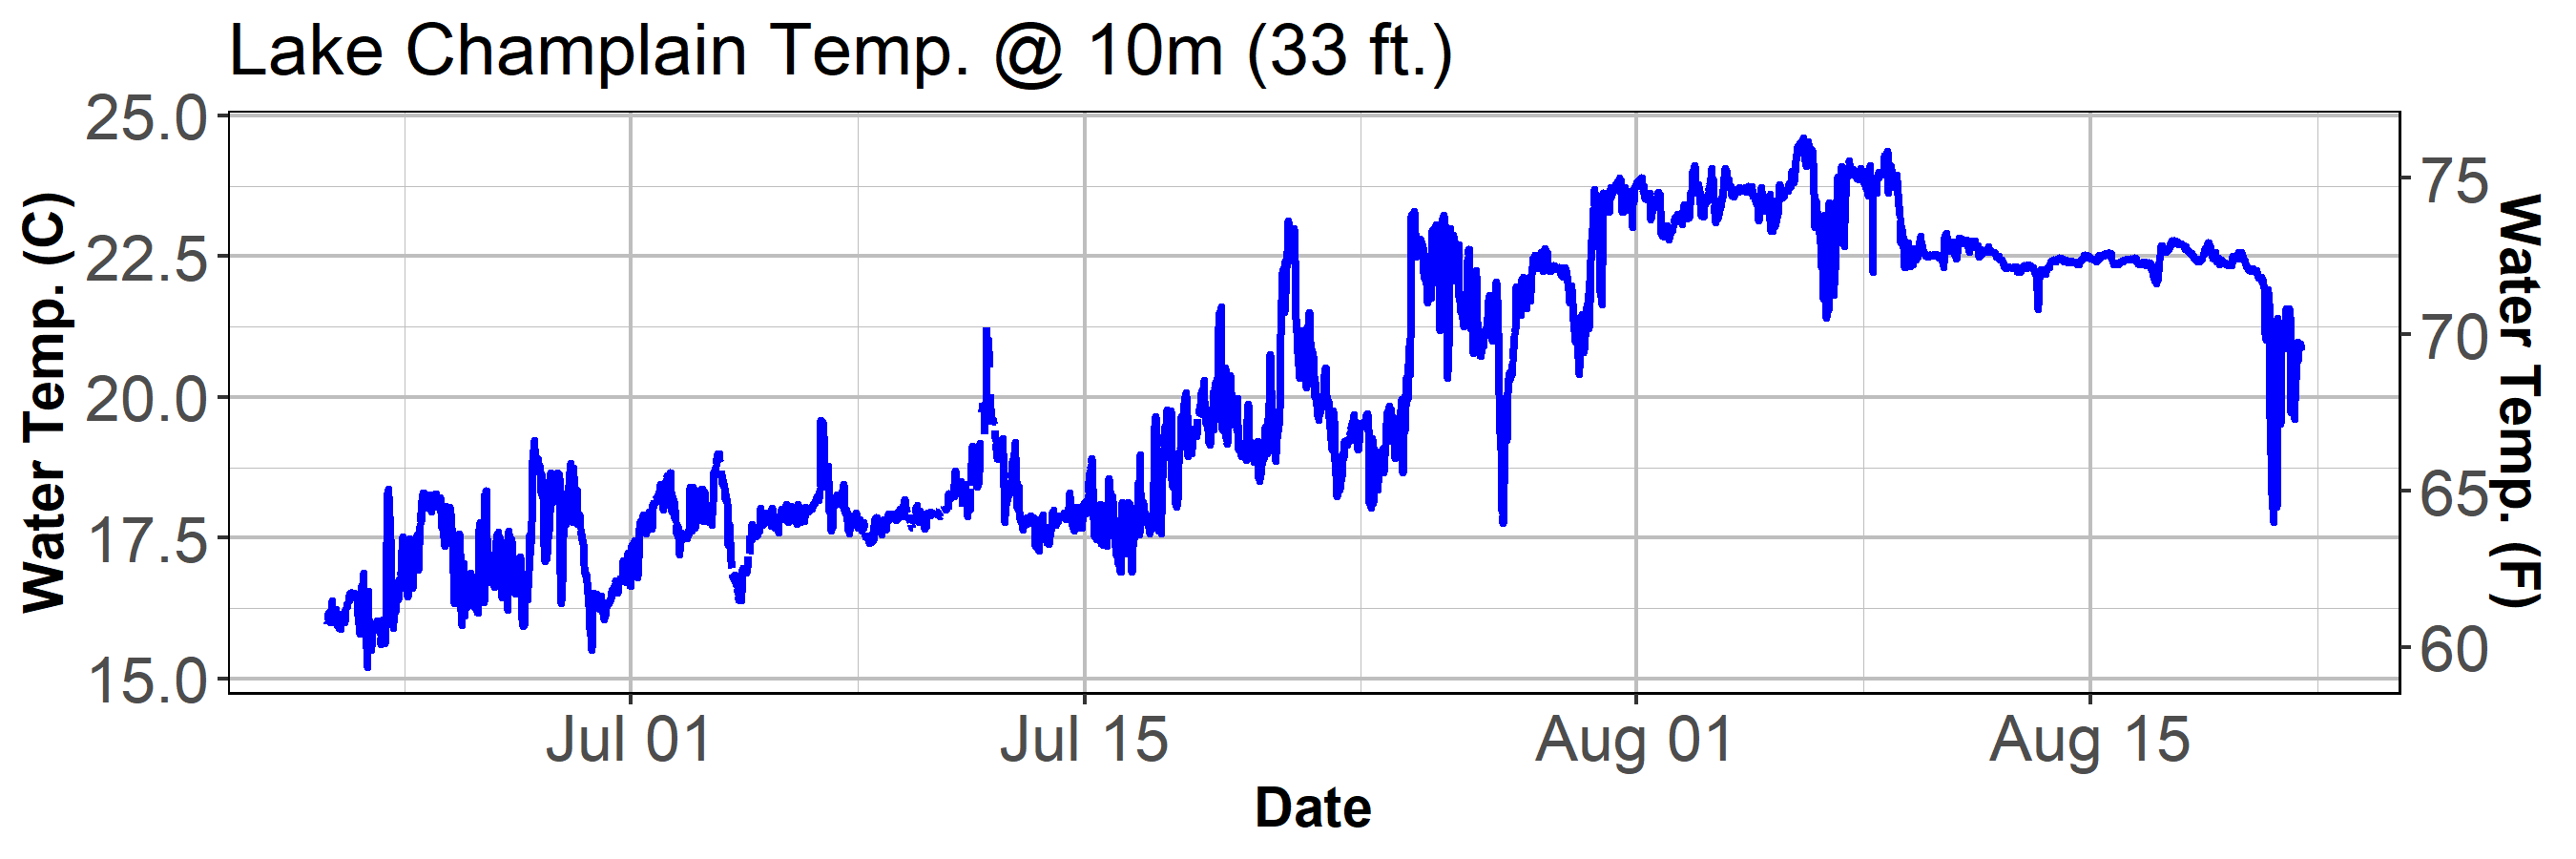 Lake Champlain Temp. @ 10m (33 ft.)
25.0
22.5
20.0
17.5
15.0
Water Temp. (C)
75
70
65
60
Water Temp. (F)
Jul 01
Jul 15
Aug 01
Aug 15
Date